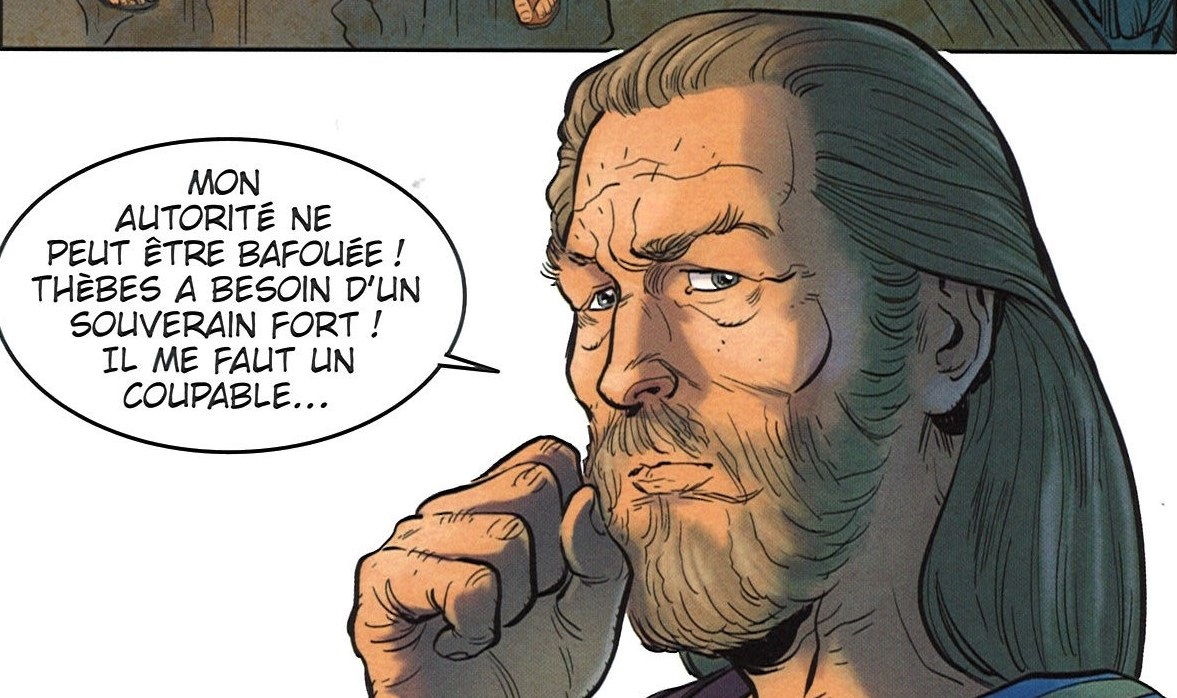 MON
AUTORITÉ NE
PEUT ÊTRE BAFOUÉE !
THÈBES A BESOIN D'UN
SOUVERAIN FORT !
IL ME FAUT UN
COUPABLE...